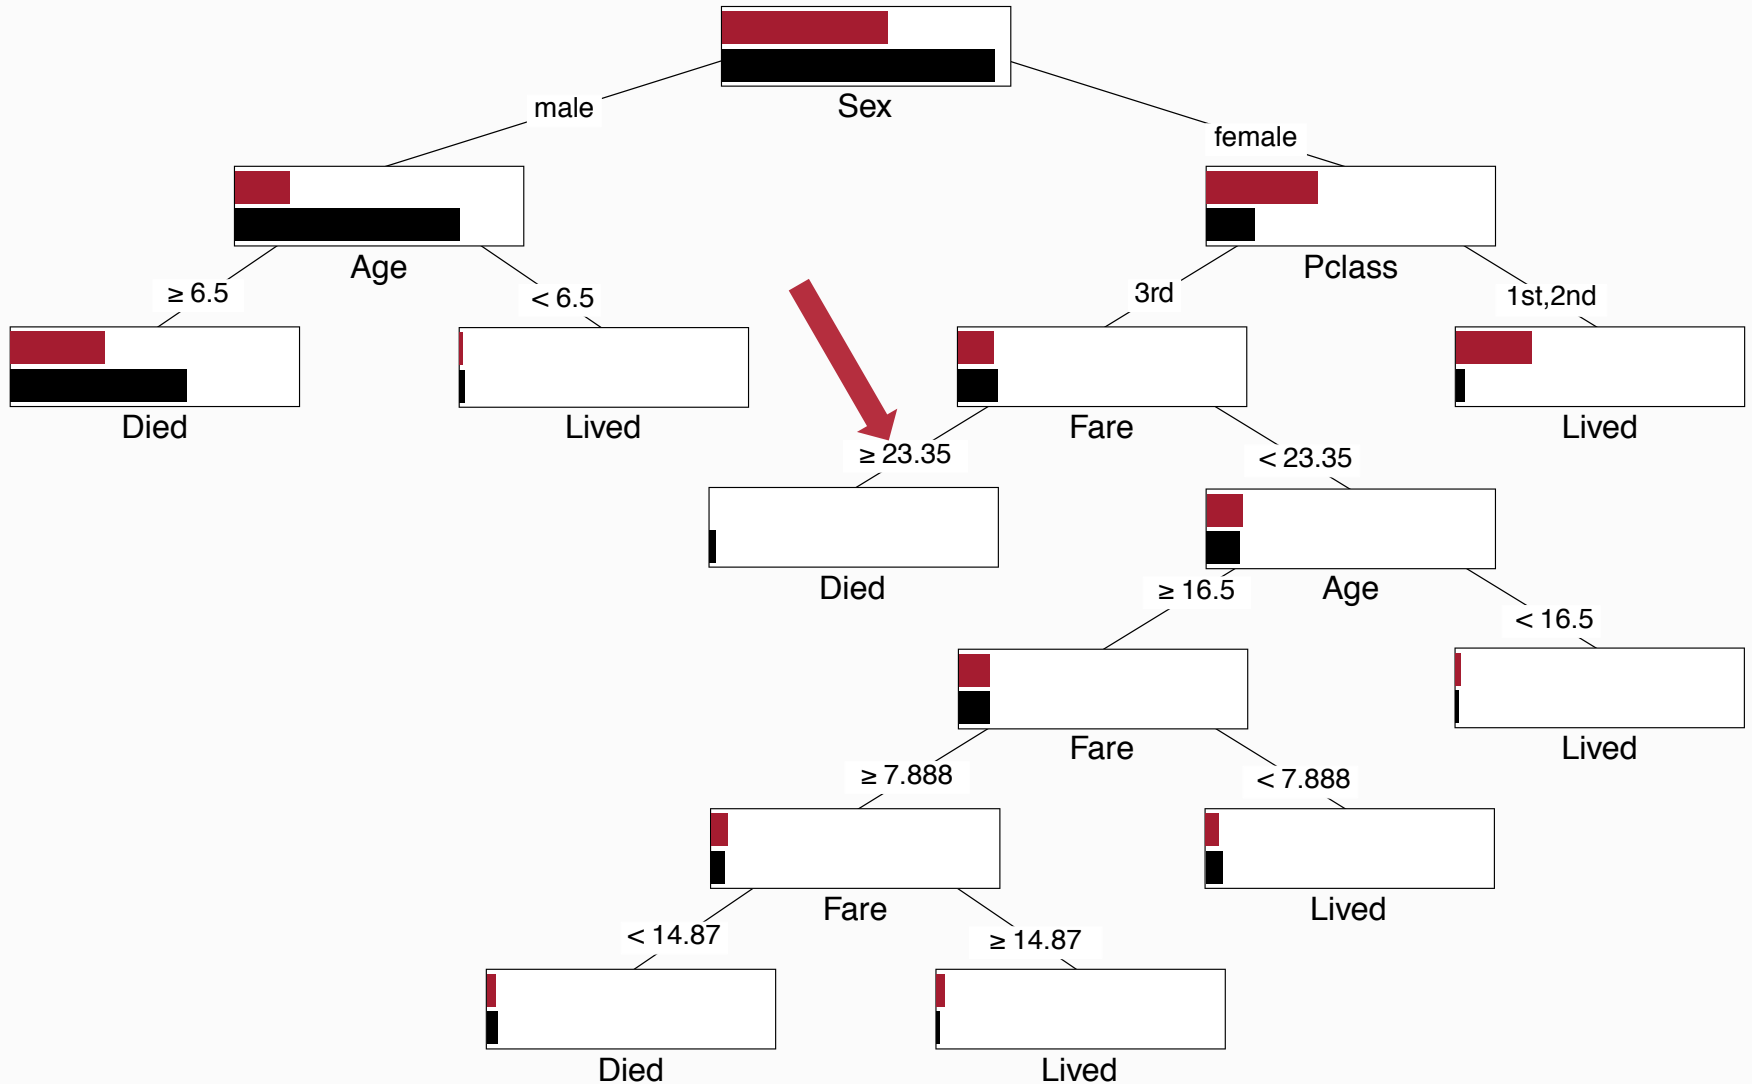 Sex
male
female
Age
Pclass
≥ 6.5
< 6.5
3rd
1st,2nd
Died
Lived
Fare
Lived
≥ 23.35
< 23.35
Died
Age
≥ 16.5
< 16.5
Fare
Lived
≥ 7.888
< 7.888
Fare
Lived
< 14.87
≥ 14.87
Died
Lived